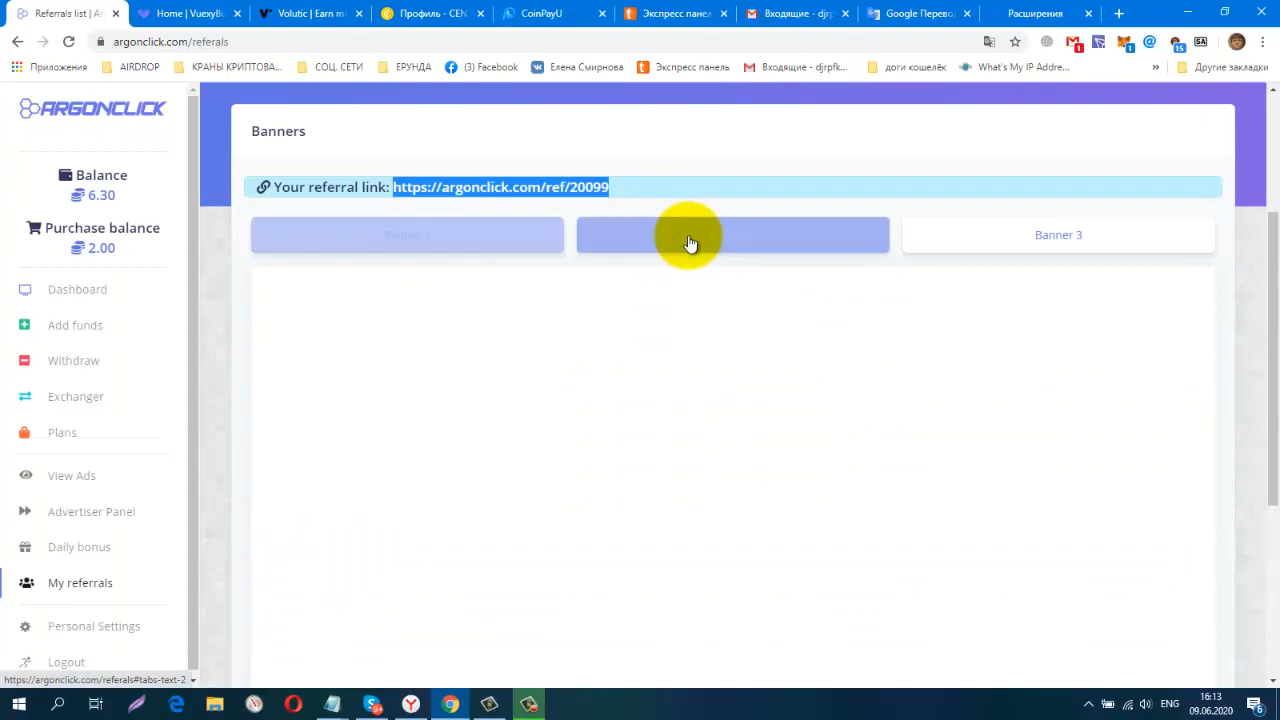 Referrals list | Ar
Home | VuexyBu
Volutic | Earn m
Профиль - CEN
CoinPayU
Экспресс панел
Входящие - djrp
Google Перевод
Расширения
argonclick.com/referals
Приложения
AIRDROP
КРАНЫ КРИПТОВА...
СОЦ. СЕТИ
ЕРУНДА
(3) Facebook
Елена Смирнова
Экспресс панель
Входящие - djrpfk...
доги кошелёк
What's My IP Addre...
»
Другие закладки
ARGONCLICK
Balance
6.30
Purchase balance
2.00
Dashboard
Add funds
Withdraw
Exchanger
Plans
View Ads
Advertiser Panel
Daily bonus
My referrals
Personal Settings
Logout
Banners
Your referral link: https://argonclick.com/ref/20099
Banner 1
Banner 3
https://argonclick.com/referals#tabs-text-2
ENG
16:13
09.06.2020